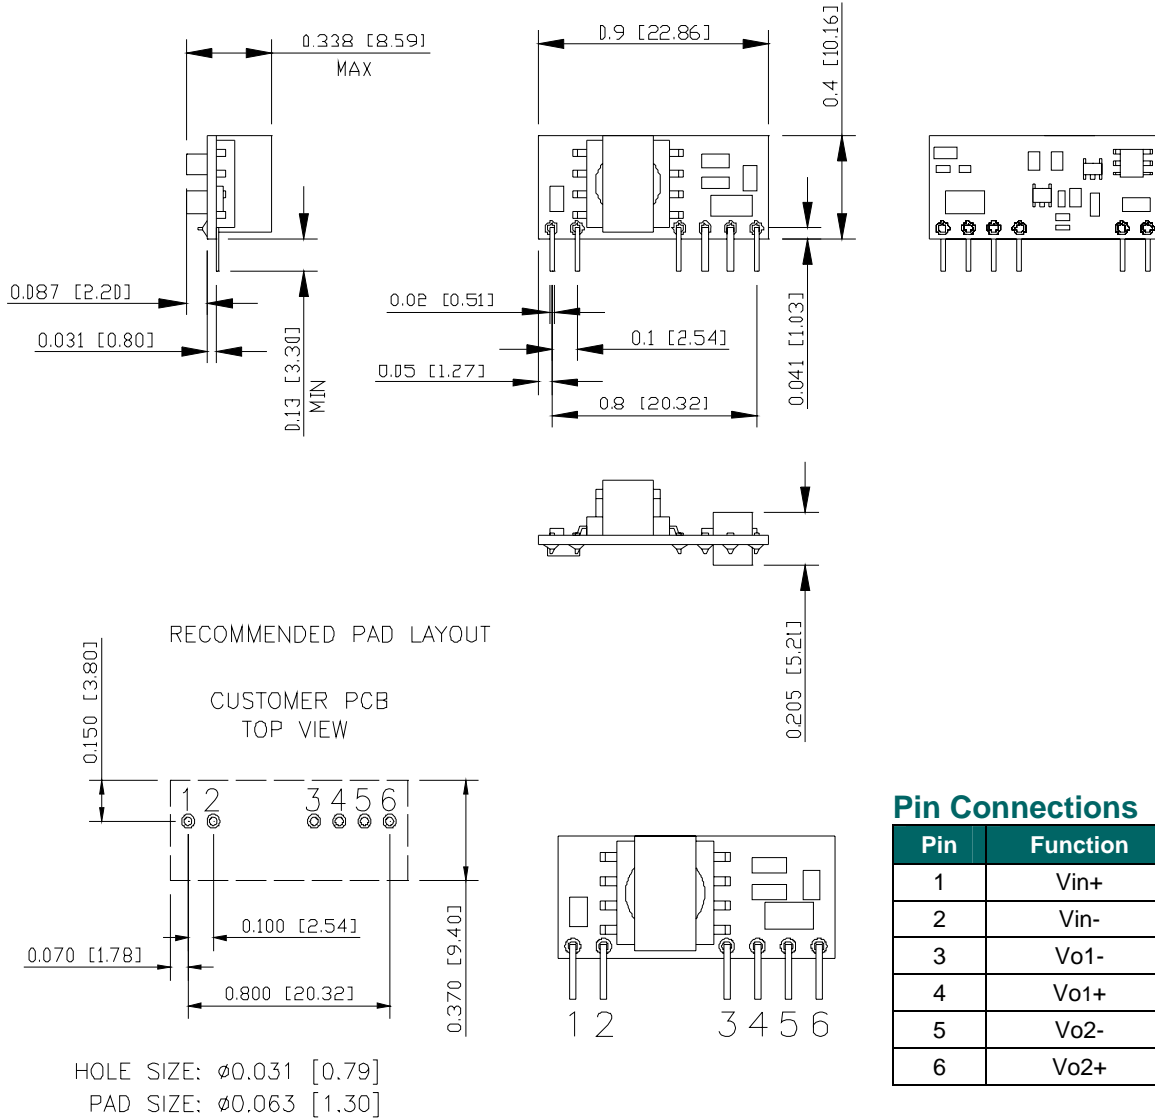 0.338 [8.59]
MAX
0.9 [22.86]
0.4 [10.16]
0.087 [2.20]
0.031 [0.80]
0.13 [3.30]
MIN
0.02 [0.51]
0.1 [2.54]
0.05 [1.27]
0.8 [20.32]
0.041 [1.03]
0.205 [5.21]
RECOMMENDED PAD LAYOUT
CUSTOMER PCB
TOP VIEW
0.150 [3.80]
1 2 3 4 5 6
0.100 [2.54]
0.070 [1.78]
0.800 [20.32]
0.370 [9.40]
HOLE SIZE: ø0.031 [0.79]
PAD SIZE: ø0.063 [1.30]
1 2 3 4 5 6
Pin Connections
Pin Function
1 Vin+
2 Vin-
3 Vo1-
4 Vo1+
5 Vo2-
6 Vo2+